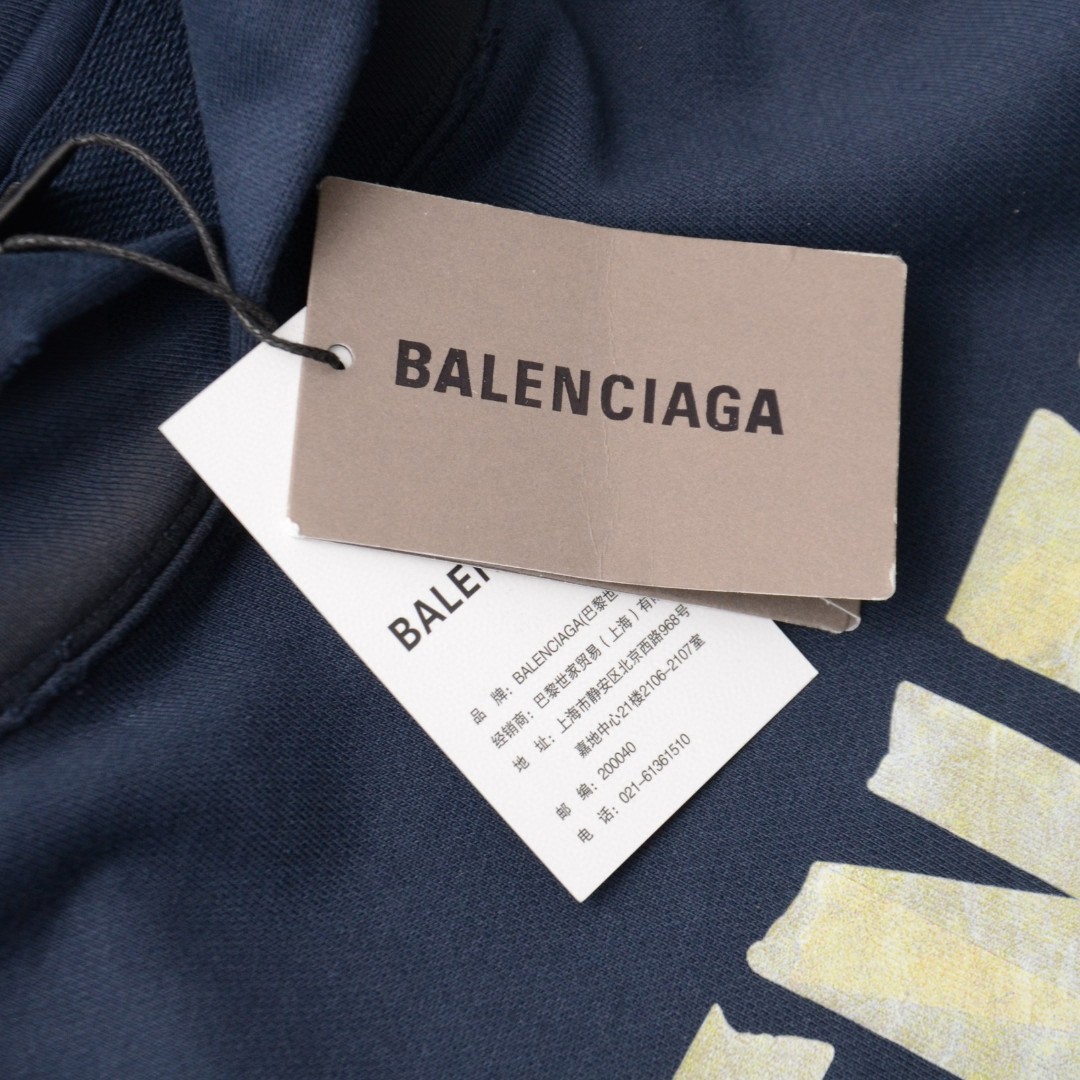 BALENCIAGA
BALE
品 牌: BALENCIAGA(巴黎世
经销商: 巴黎世家贸易(上海)有
地 址: 上海市静安区北京西路968号
嘉地中心21楼2106-2107室
邮 编: 200040
电 话: 021-61361510